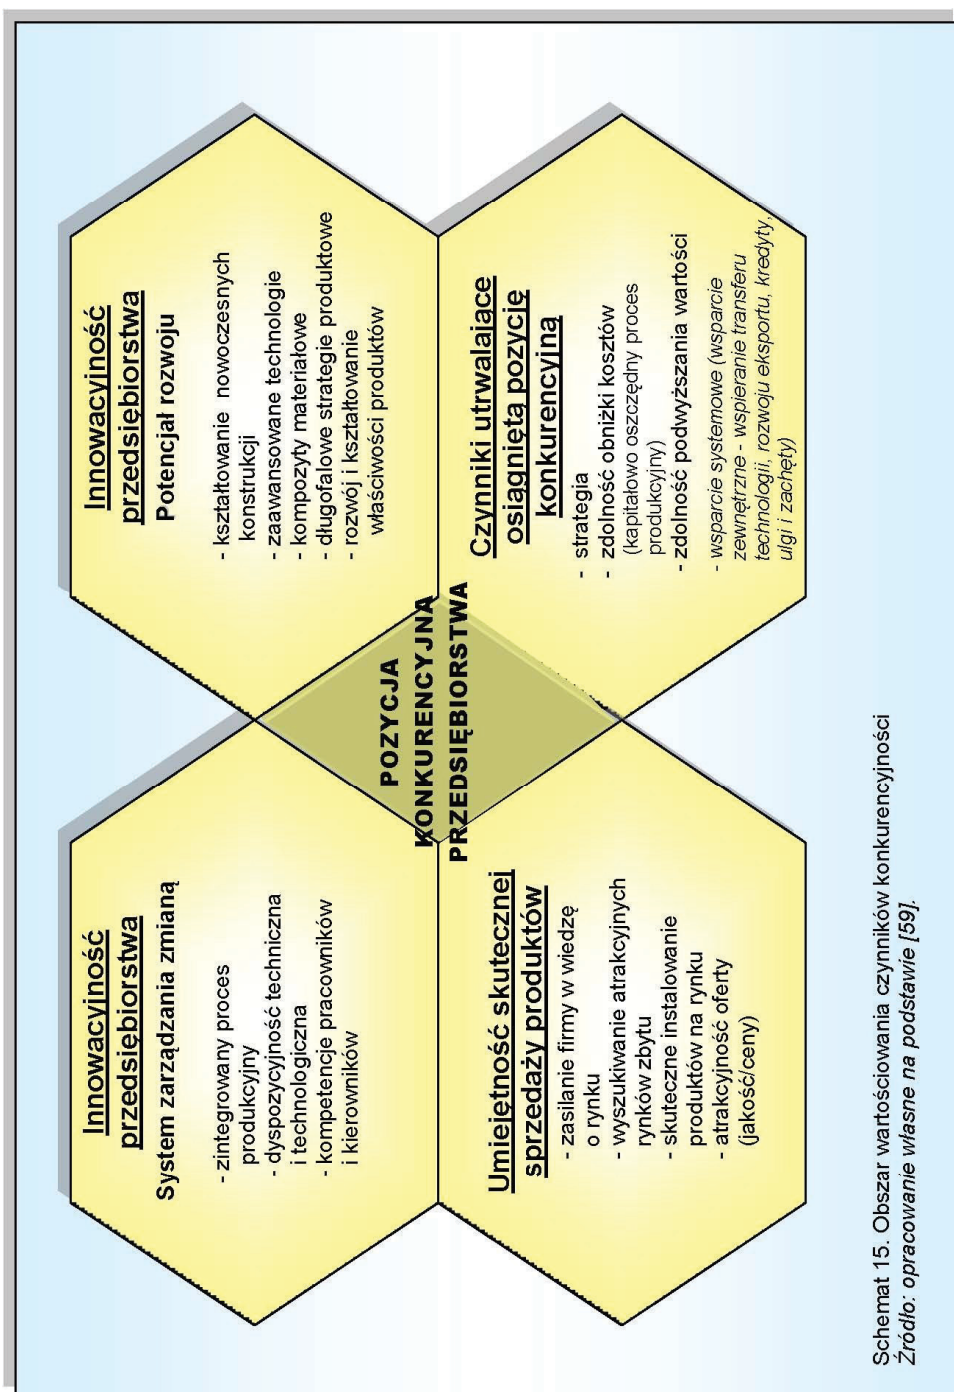 Innowacyjność
przedsiębiorstwa
System zarządzania zmianą
- zintegrowany proces
produkcyjny
- dyspozycyjność techniczna
i technologiczna
- kompetencje pracowników
i kierowników
Innowacyjność
przedsiębiorstwa
Potencjał rozwoju
- kształtowanie nowoczesnych
konstrukcji
- zaawansowane technologie
- kompozyty materiałowe
- długofalowe strategie produktowe
- rozwój i kształtowanie
właściwości produktów
POZYCJA
KONKURENCYJNA
PRZEDSIĘBIORSTWA
Umiejętność skutecznej
sprzedaży produktów
- zasilanie firmy w wiedzę
o rynku
- wyszukiwanie atrakcyjnych
rynków zbytu
- skuteczne instalowanie
produktów na rynku
- atrakcyjność oferty
(jakość/ceny)
Czynniki utrwalające
osiągniętą pozycję
konkurencyjną
- strategia
- zdolność obniżki kosztów
(kapitałowo oszczędny proces
produkcyjny)
- zdolność podwyższania wartości
- wsparcie systemowe (wsparcie
zewnętrzne - wspieranie transferu
technologii, rozwoju eksportu, kredyty,
ulgi i zachęty)
Schemat 15. Obszar wartościowania czynników konkurencyjności
Źródło: opracowanie własne na podstawie [59].